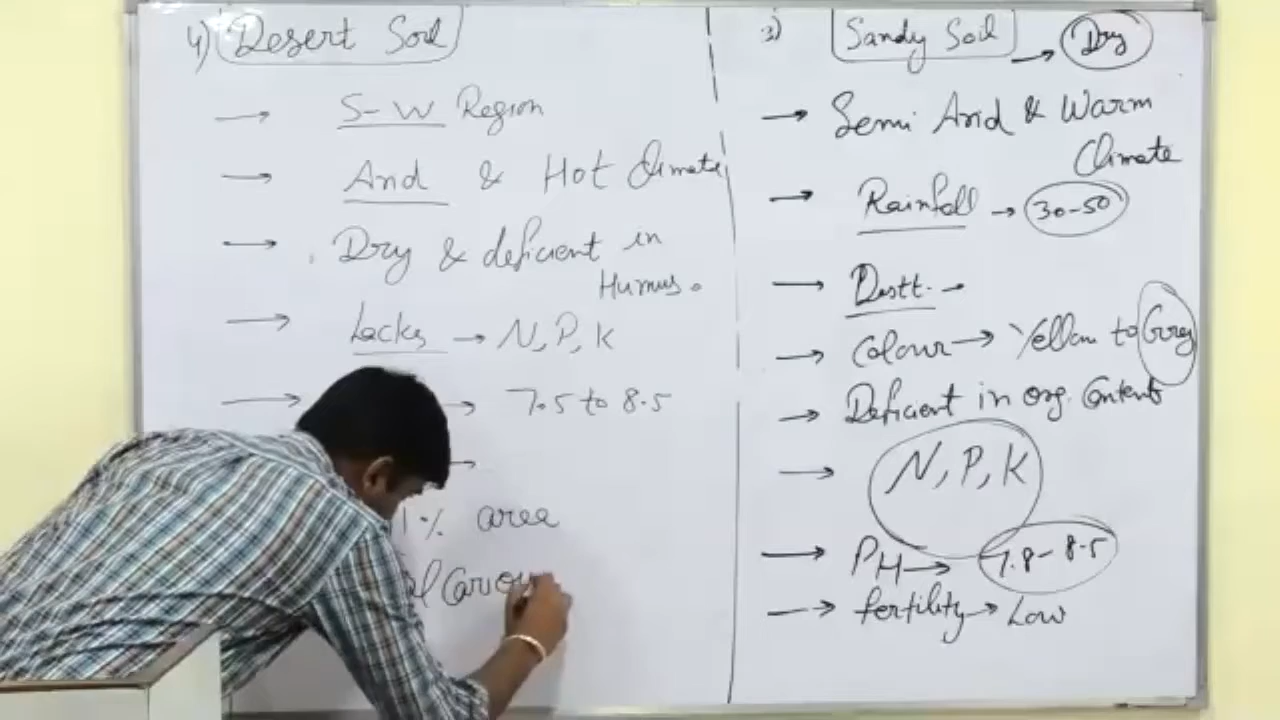 4) Desert Soil
→ S-W Region
→ Arid & Hot Climate
→ Dry & deficient in
Humus.
→ Lacks → N, P, K
→ → 7.5 to 8.5
→
1% area
3) Sandy Soil → Dry
→ Semi Arid & Warm
Climate
→ Rainfall → 30-50
→ Distt. →
→ Colour → Yellow to Grey
→ Deficient in org. Contents
→ N, P, K
→ PH → 7.8 - 8.5
→ fertility → Low